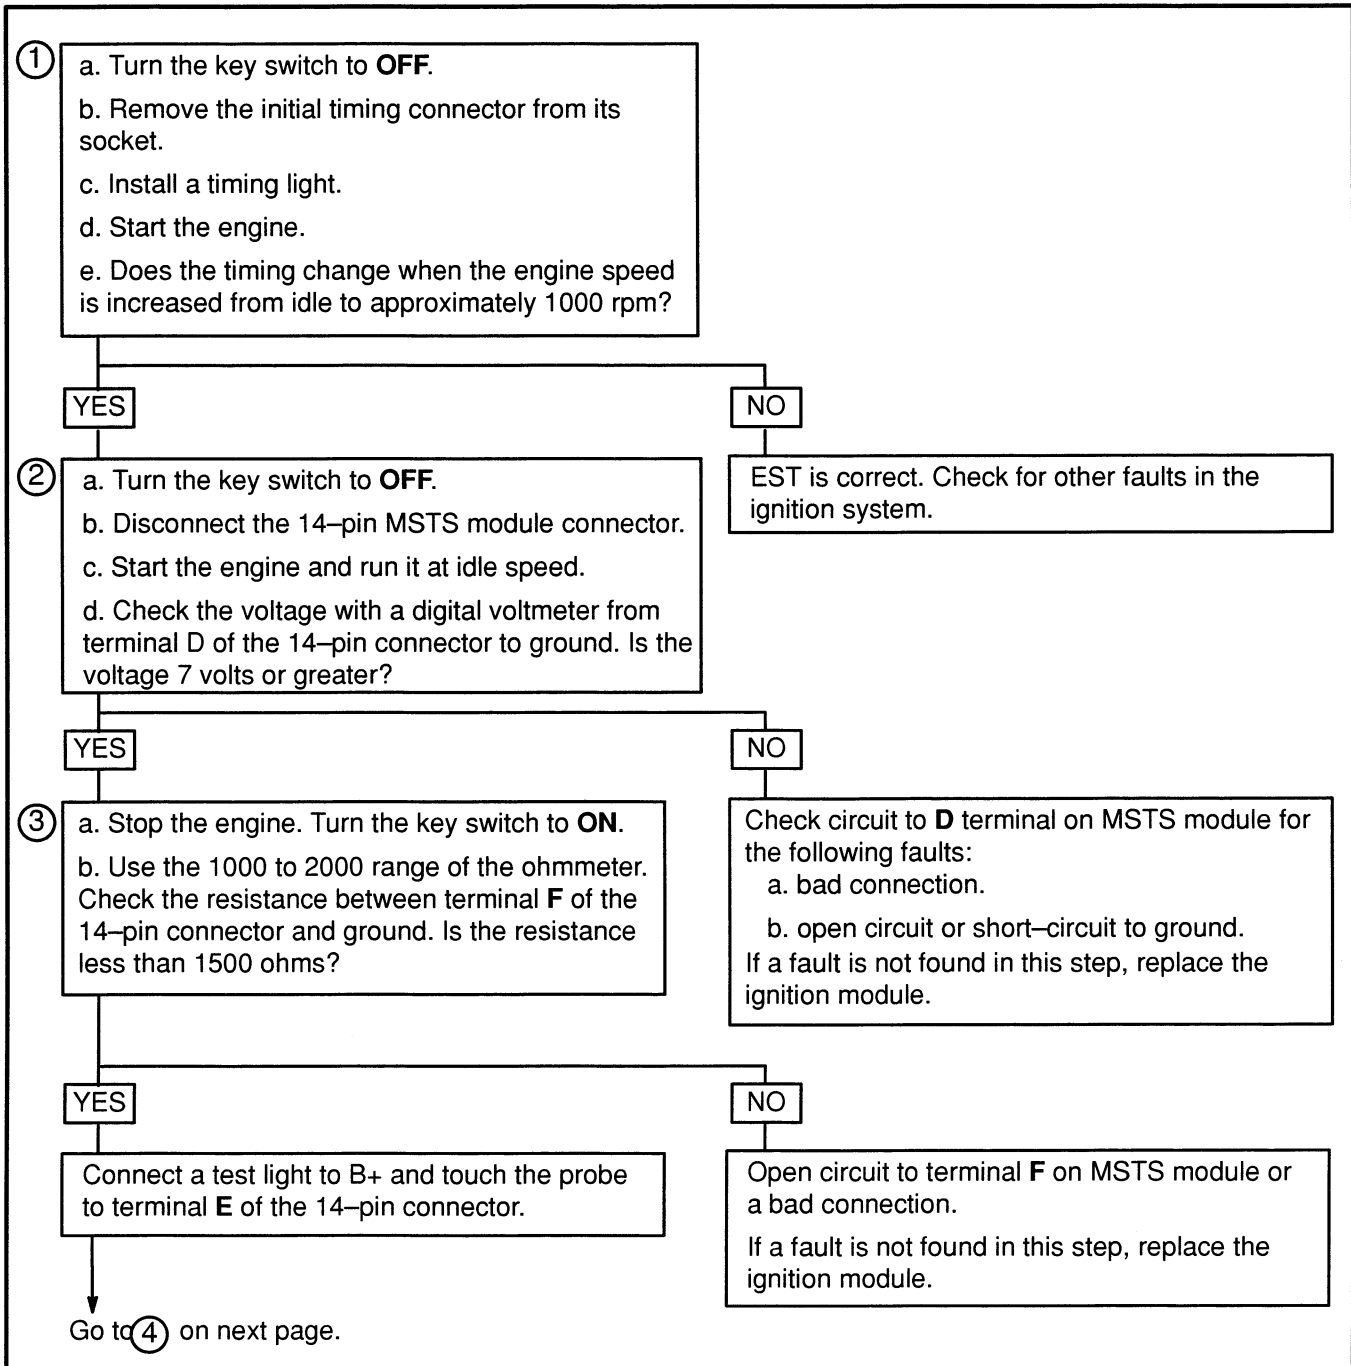 1
a. Turn the key switch to OFF.
b. Remove the initial timing connector from its
socket.
c. Install a timing light.
d. Start the engine.
e. Does the timing change when the engine speed
is increased from idle to approximately 1000 rpm?
YES
NO
2
a. Turn the key switch to OFF.
b. Disconnect the 14–pin MSTS module connector.
c. Start the engine and run it at idle speed.
d. Check the voltage with a digital voltmeter from
terminal D of the 14–pin connector to ground. Is the
voltage 7 volts or greater?
EST is correct. Check for other faults in the
ignition system.
YES
NO
3
a. Stop the engine. Turn the key switch to ON.
b. Use the 1000 to 2000 range of the ohmmeter.
Check the resistance between terminal F of the
14–pin connector and ground. Is the resistance
less than 1500 ohms?
Check circuit to D terminal on MSTS module for
the following faults:
a. bad connection.
b. open circuit or short–circuit to ground.
If a fault is not found in this step, replace the
ignition module.
YES
NO
Connect a test light to B+ and touch the probe
to terminal E of the 14–pin connector.
Open circuit to terminal F on MSTS module or
a bad connection.
If a fault is not found in this step, replace the
ignition module.
Go to 4 on next page.